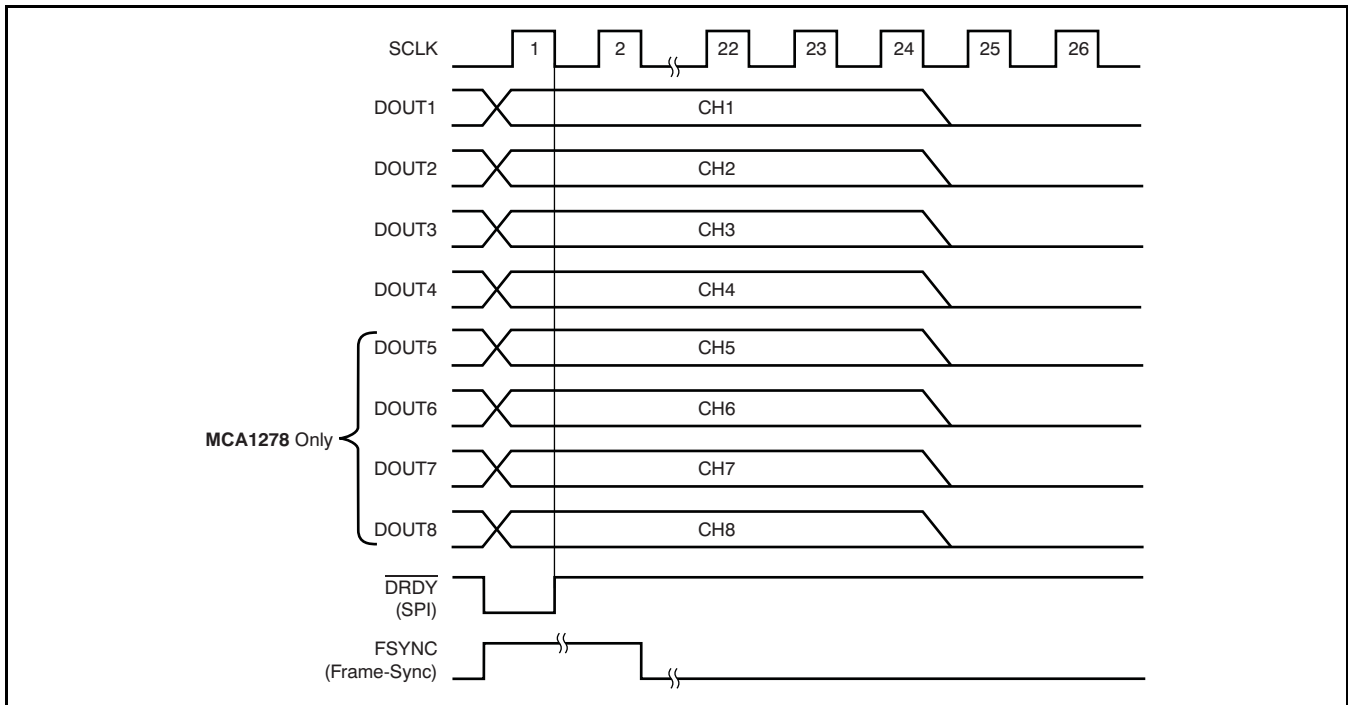 SCLK
1 2 22 23 24 25 26
DOUT1 CH1
DOUT2 CH2
DOUT3 CH3
DOUT4 CH4
DOUT5 CH5
DOUT6 CH6
MCA1278 Only
DOUT7 CH7
DOUT8 CH8
DRDY
(SPI)
FSYNC
(Frame-Sync)